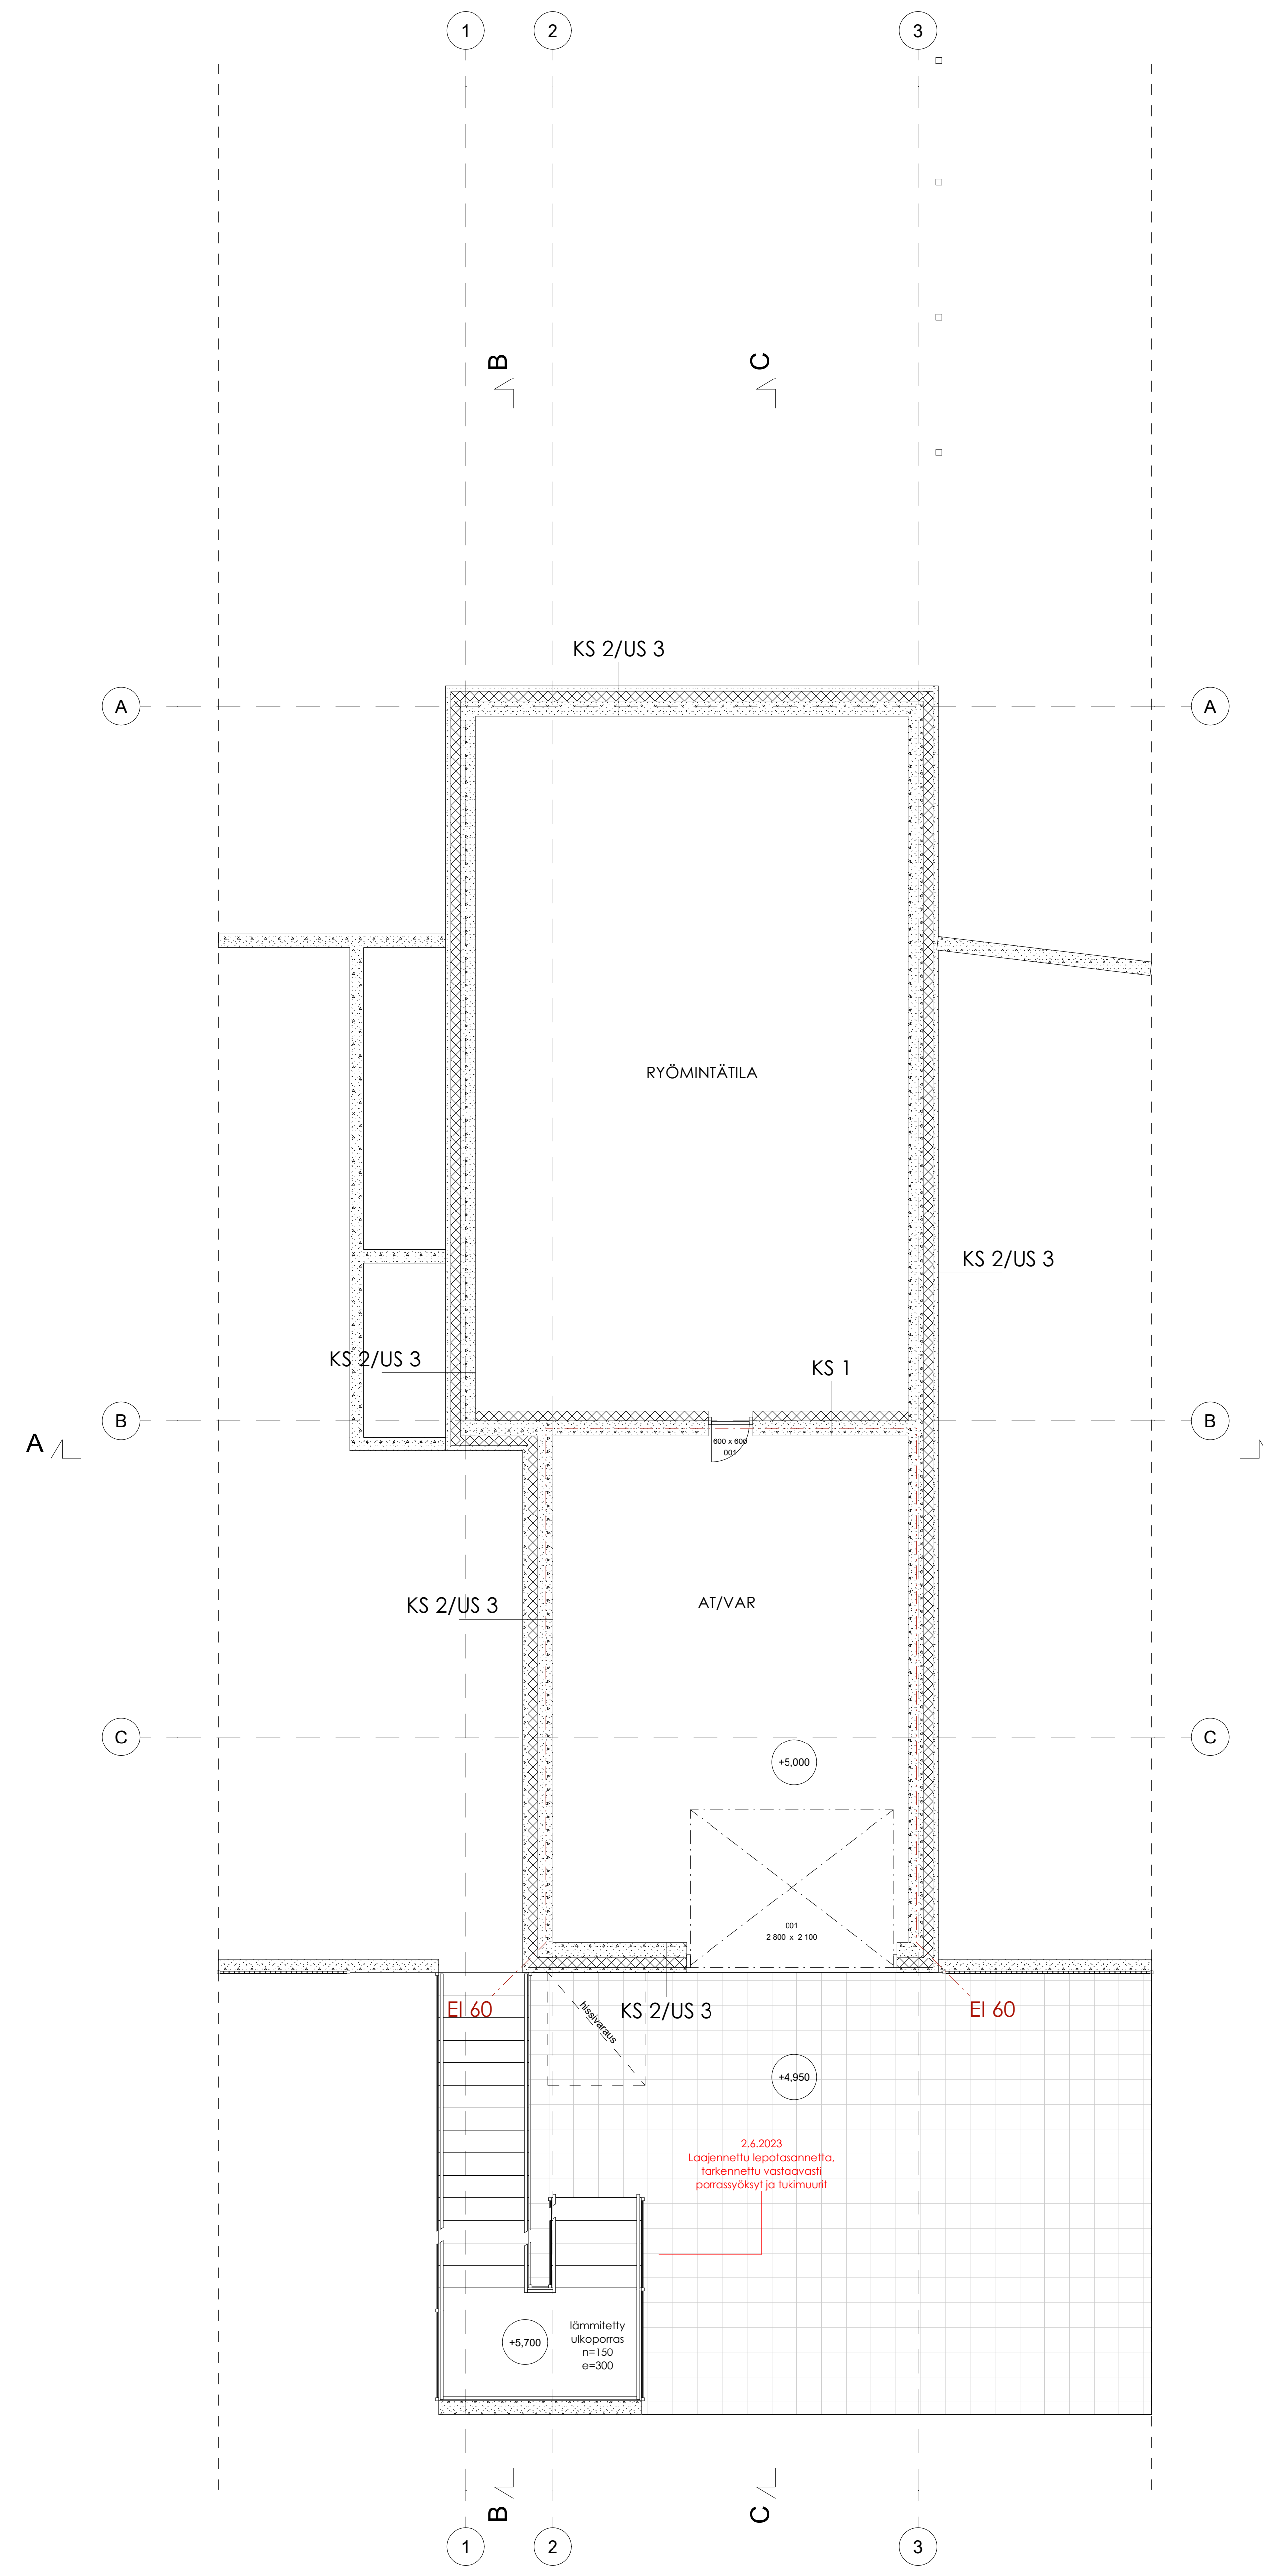 1 2 3
B C
KS 2/US 3
A A
RYÖMINTÄTILA
KS 2/US 3
KS 2/US 3
KS 1
B B
A
600 x 600
001
AT/VAR
KS 2/US 3
C C
+5,000
001
2 800 x 2 100
EI 60
hissivaraus
KS 2/US 3
EI 60
+4,950
2.6.2023
Laajennettu lepotasannetta,
tarkennettu vastaavasti
porrassyöksyt ja tukimuurit
+5,700
lämmitetty
ulkoporras
n=150
e=300
B C
1 2 3